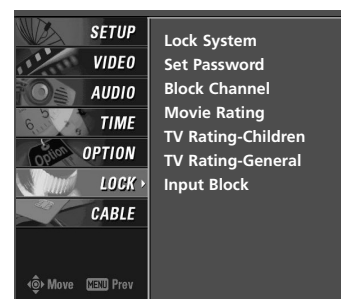 SETUP
VIDEO
AUDIO
TIME
OPTION
LOCK
CABLE
Move MENU Prev
Lock System
Set Password
Block Channel
Movie Rating
TV Rating-Children
TV Rating-General
Input Block